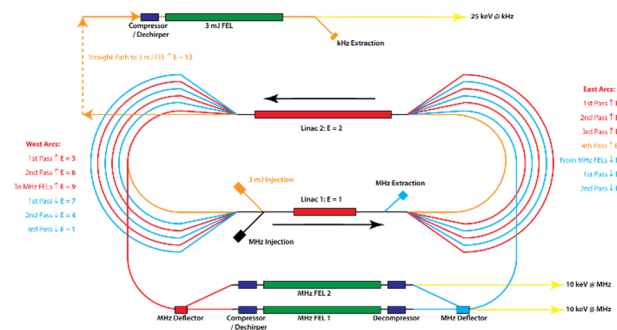 3 mJ FEL
Compressor
/ Dechirper
kHz Extraction
25 keV @ kHz
Straight Path to 3 mJ FEL ↑ E = 12
Linac 2: E = 2
West Arcs:
1st Pass ↑ E = 3
2nd Pass ↑ E = 6
To MHz FELs ↑ E = 9
1st Pass ↓ E = 7
2nd Pass ↓ E = 4
3rd Pass ↓ E = 1
East Arcs:
1st Pass ↑ E
2nd Pass ↑ E
3rd Pass ↑ E
4th Pass ↑ E
From MHz FELs ↓ E
1st Pass ↓ E
2nd Pass ↓ E
3 mJ Injection
Linac 1: E = 1
MHz Extraction
MHz Injection
MHz FEL 2
10 keV @ MHz
MHz FEL 1
10 keV @ MHz
MHz Deflector
Compressor
/ Dechirper
Decompressor
MHz Deflector